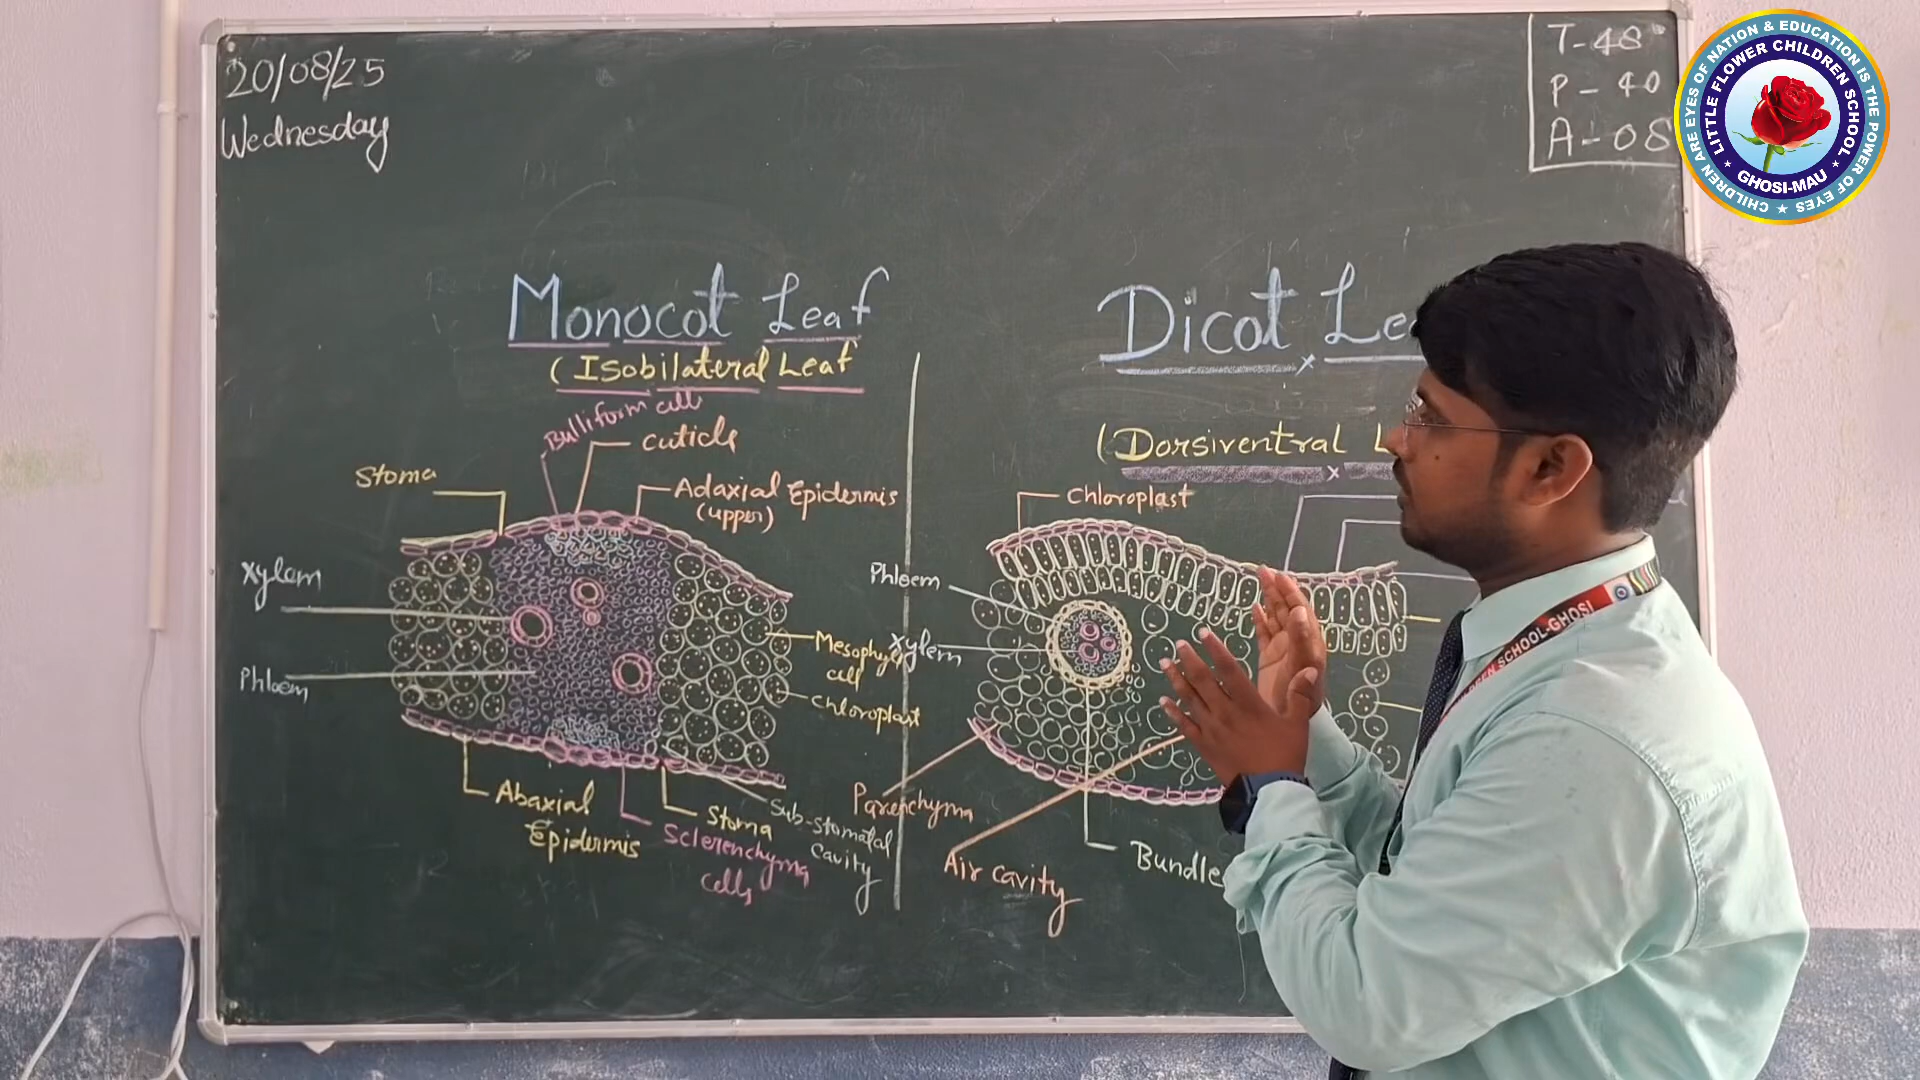 20/08/25
Wednesday
T-48
P-40
A-08
CHILDREN ARE EYES OF NATION & EDUCATION IS THE POWER OF EYES
LITTLE FLOWER CHILDREN SCHOOL
GHOSI-MAU
Monocot Leaf
(Isobilateral Leaf
Bulliform cell
cuticle
Stoma
Adaxial Epidermis
(upper)
Xylem
Phloem
Mesophyll
cell
Chloroplast
Abaxial
Epidermis
Stoma
Sclerenchyma
cells
Sub-stomatal
cavity
Dicot
(Dorsiventral
Chloroplast
Phloem
Xylem
Parenchyma
Air cavity
Bundle
SCHOOL-GHOSI